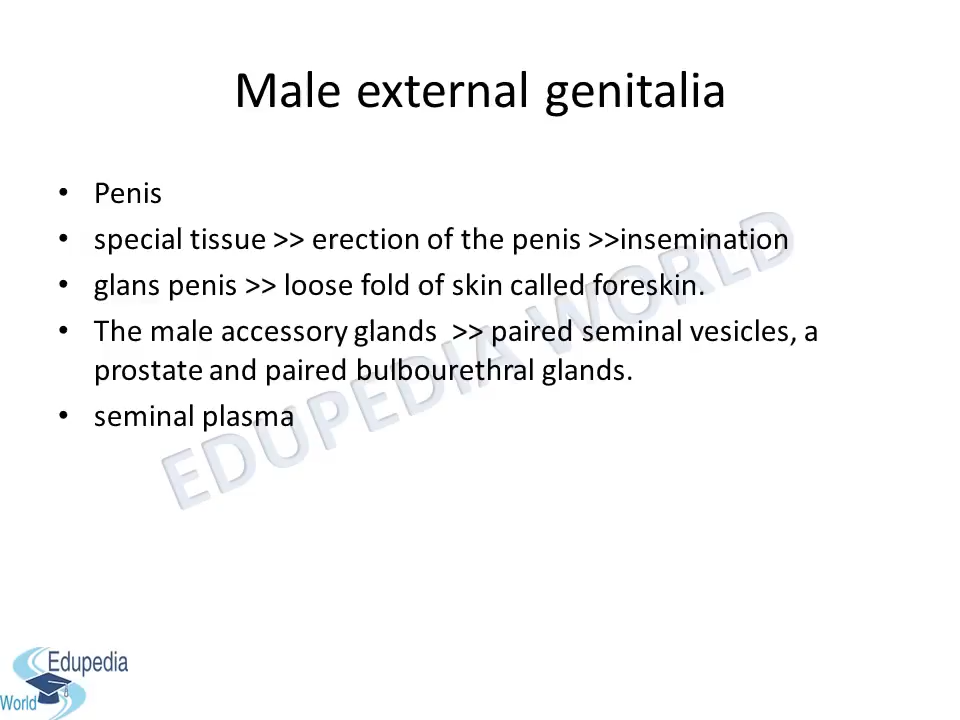 Male external genitalia
• Penis
• special tissue >> erection of the penis >>insemination
• glans penis >> loose fold of skin called foreskin.
• The male accessory glands >> paired seminal vesicles, a
prostate and paired bulbourethral glands.
• seminal plasma
EDUPEDIA WORLD
Edupedia
World